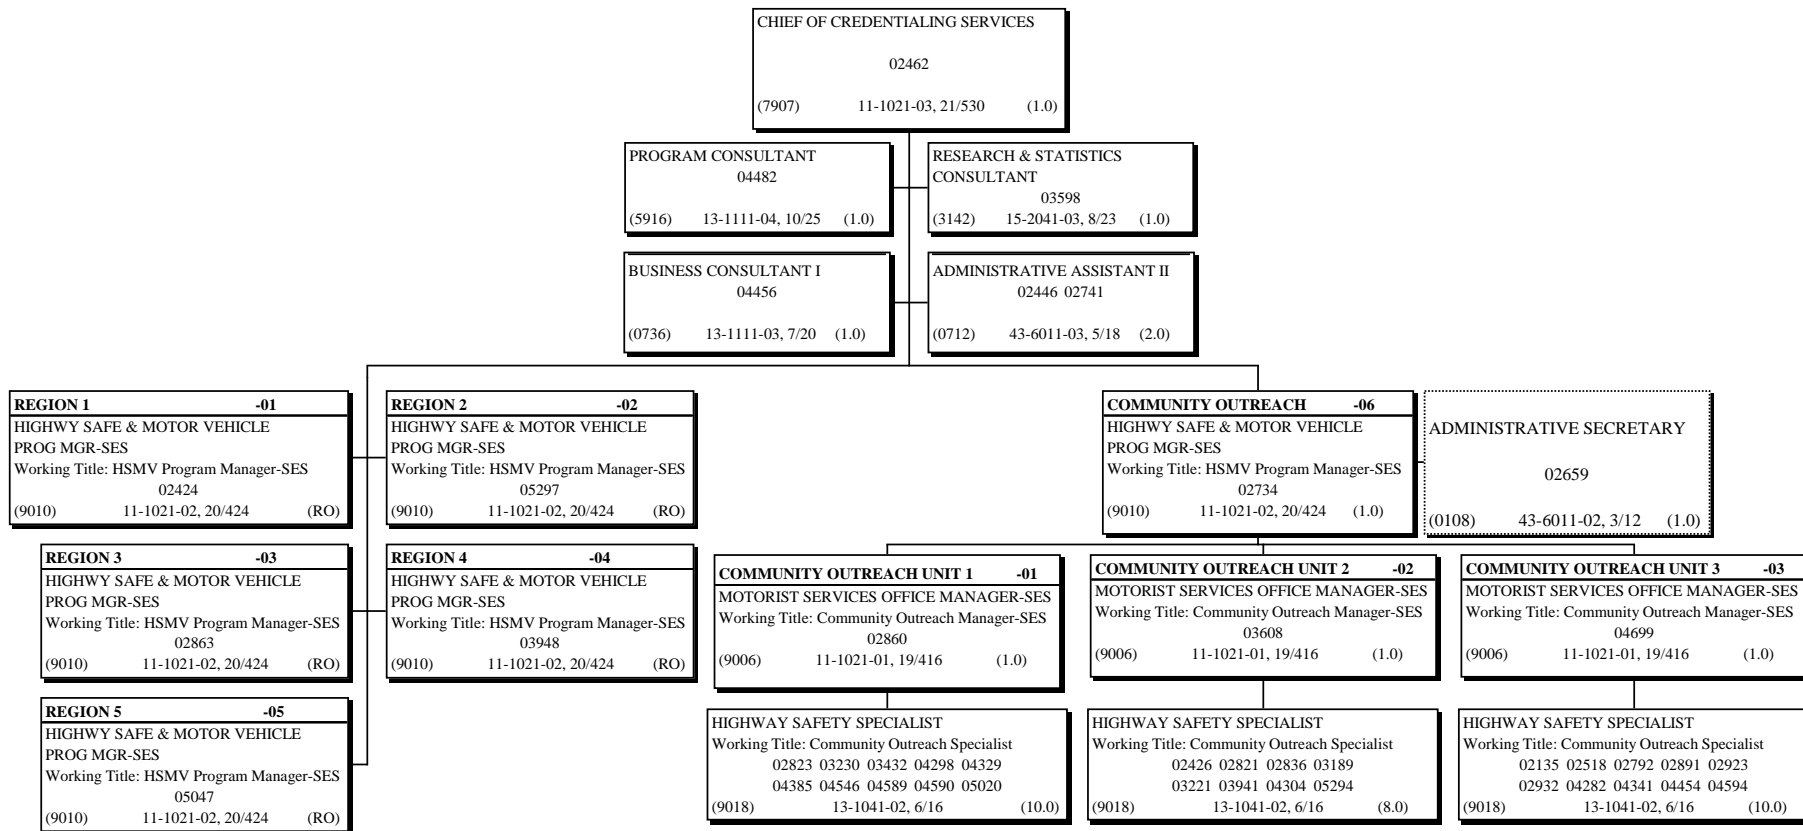 CHIEF OF CREDENTIALING SERVICES
02462
(7907) 11-1021-03, 21/530 (1.0)
PROGRAM CONSULTANT
04482
(5916) 13-1111-04, 10/25 (1.0)
RESEARCH & STATISTICS
CONSULTANT
03598
(3142) 15-2041-03, 8/23 (1.0)
BUSINESS CONSULTANT I
04456
(0736) 13-1111-03, 7/20 (1.0)
ADMINISTRATIVE ASSISTANT II
02446 02741
(0712) 43-6011-03, 5/18 (2.0)
REGION 1 -01
HIGHWY SAFE & MOTOR VEHICLE
PROG MGR-SES
Working Title: HSMV Program Manager-SES
02424
(9010) 11-1021-02, 20/424 (RO)
REGION 2 -02
HIGHWY SAFE & MOTOR VEHICLE
PROG MGR-SES
Working Title: HSMV Program Manager-SES
05297
(9010) 11-1021-02, 20/424 (RO)
COMMUNITY OUTREACH -06
HIGHWY SAFE & MOTOR VEHICLE
PROG MGR-SES
Working Title: HSMV Program Manager-SES
02734
(9010) 11-1021-02, 20/424 (1.0)
ADMINISTRATIVE SECRETARY
02659
(0108) 43-6011-02, 3/12 (1.0)
REGION 3 -03
HIGHWY SAFE & MOTOR VEHICLE
PROG MGR-SES
Working Title: HSMV Program Manager-SES
02863
(9010) 11-1021-02, 20/424 (RO)
REGION 4 -04
HIGHWY SAFE & MOTOR VEHICLE
PROG MGR-SES
Working Title: HSMV Program Manager-SES
03948
(9010) 11-1021-02, 20/424 (RO)
COMMUNITY OUTREACH UNIT 1 -01
MOTORIST SERVICES OFFICE MANAGER-SES
Working Title: Community Outreach Manager-SES
02860
(9006) 11-1021-01, 19/416 (1.0)
COMMUNITY OUTREACH UNIT 2 -02
MOTORIST SERVICES OFFICE MANAGER-SES
Working Title: Community Outreach Manager-SES
03608
(9006) 11-1021-01, 19/416 (1.0)
COMMUNITY OUTREACH UNIT 3 -03
MOTORIST SERVICES OFFICE MANAGER-SES
Working Title: Community Outreach Manager-SES
04699
(9006) 11-1021-01, 19/416 (1.0)
REGION 5 -05
HIGHWY SAFE & MOTOR VEHICLE
PROG MGR-SES
Working Title: HSMV Program Manager-SES
05047
(9010) 11-1021-02, 20/424 (RO)
HIGHWAY SAFETY SPECIALIST
Working Title: Community Outreach Specialist
02823 03230 03432 04298 04329
04385 04546 04589 04590 05020
(9018) 13-1041-02, 6/16 (10.0)
HIGHWAY SAFETY SPECIALIST
Working Title: Community Outreach Specialist
02426 02821 02836 03189
03221 03941 04304 05294
(9018) 13-1041-02, 6/16 (8.0)
HIGHWAY SAFETY SPECIALIST
Working Title: Community Outreach Specialist
02135 02518 02792 02891 02923
02932 04282 04341 04454 04594
(9018) 13-1041-02, 6/16 (10.0)